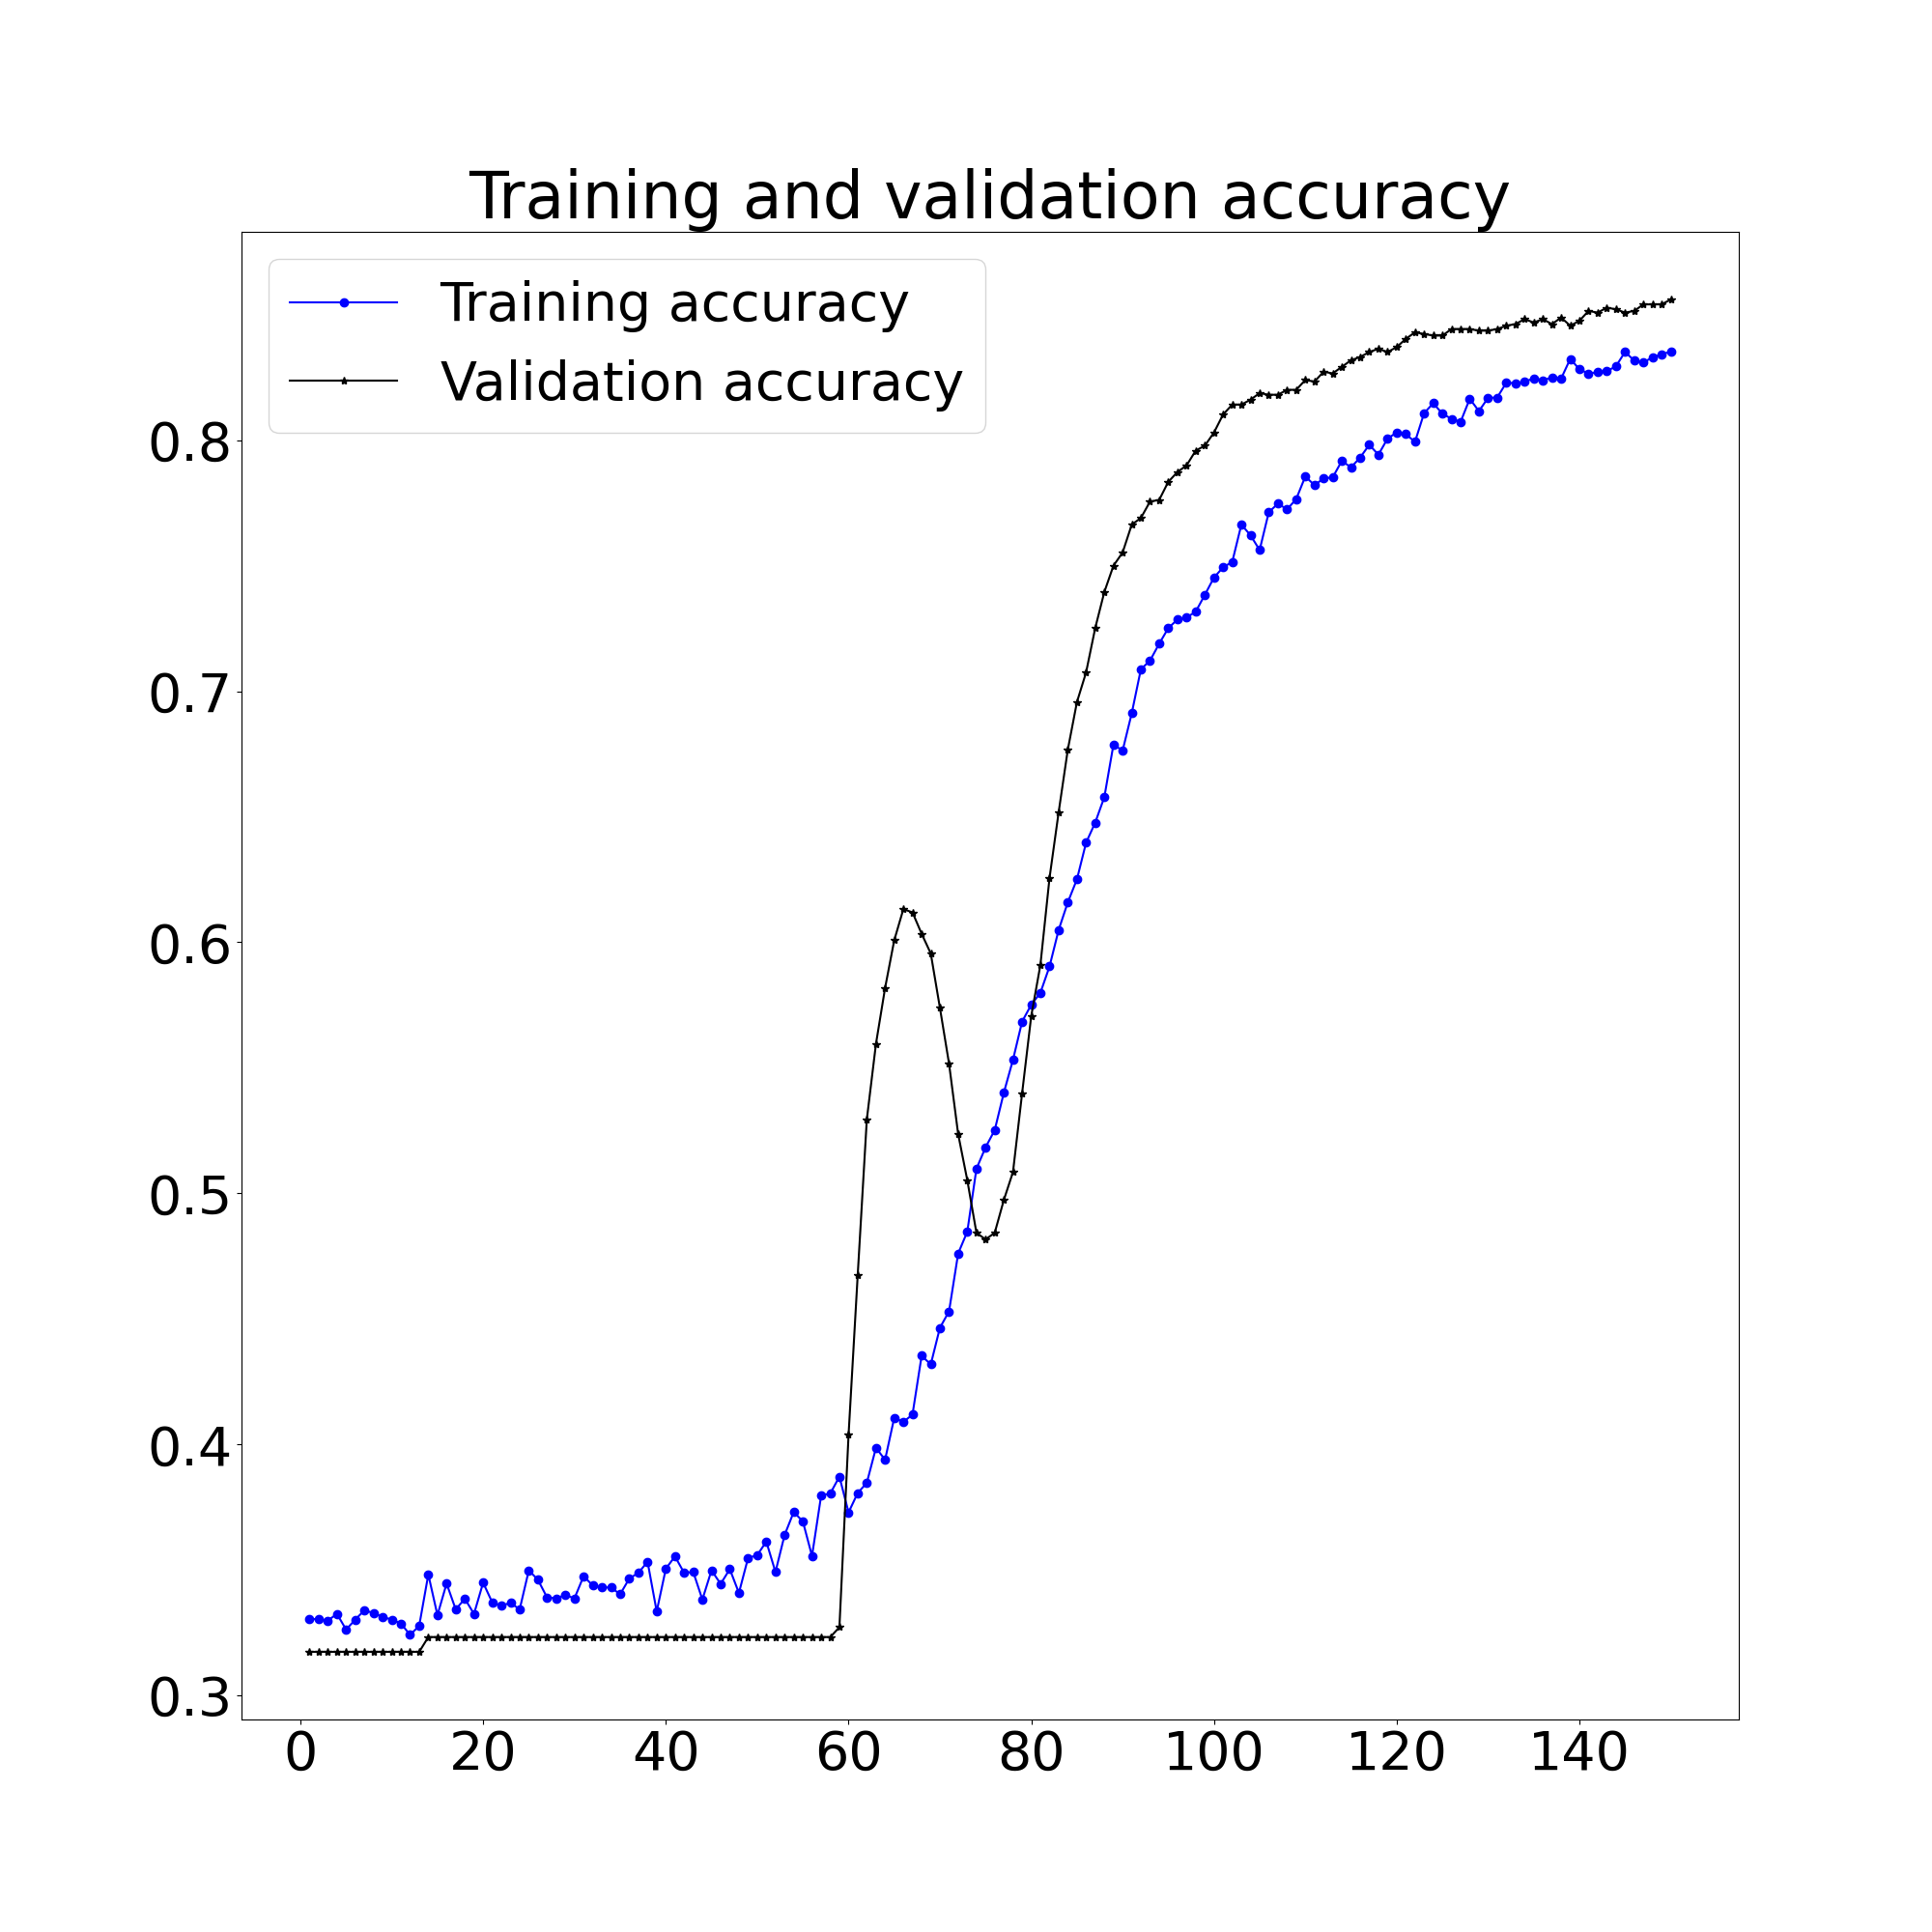 Training and validation accuracy
Training accuracy
Validation accuracy
0.8
0.7
0.6
0.5
0.4
0.3
0 20 40 60 80 100 120 140